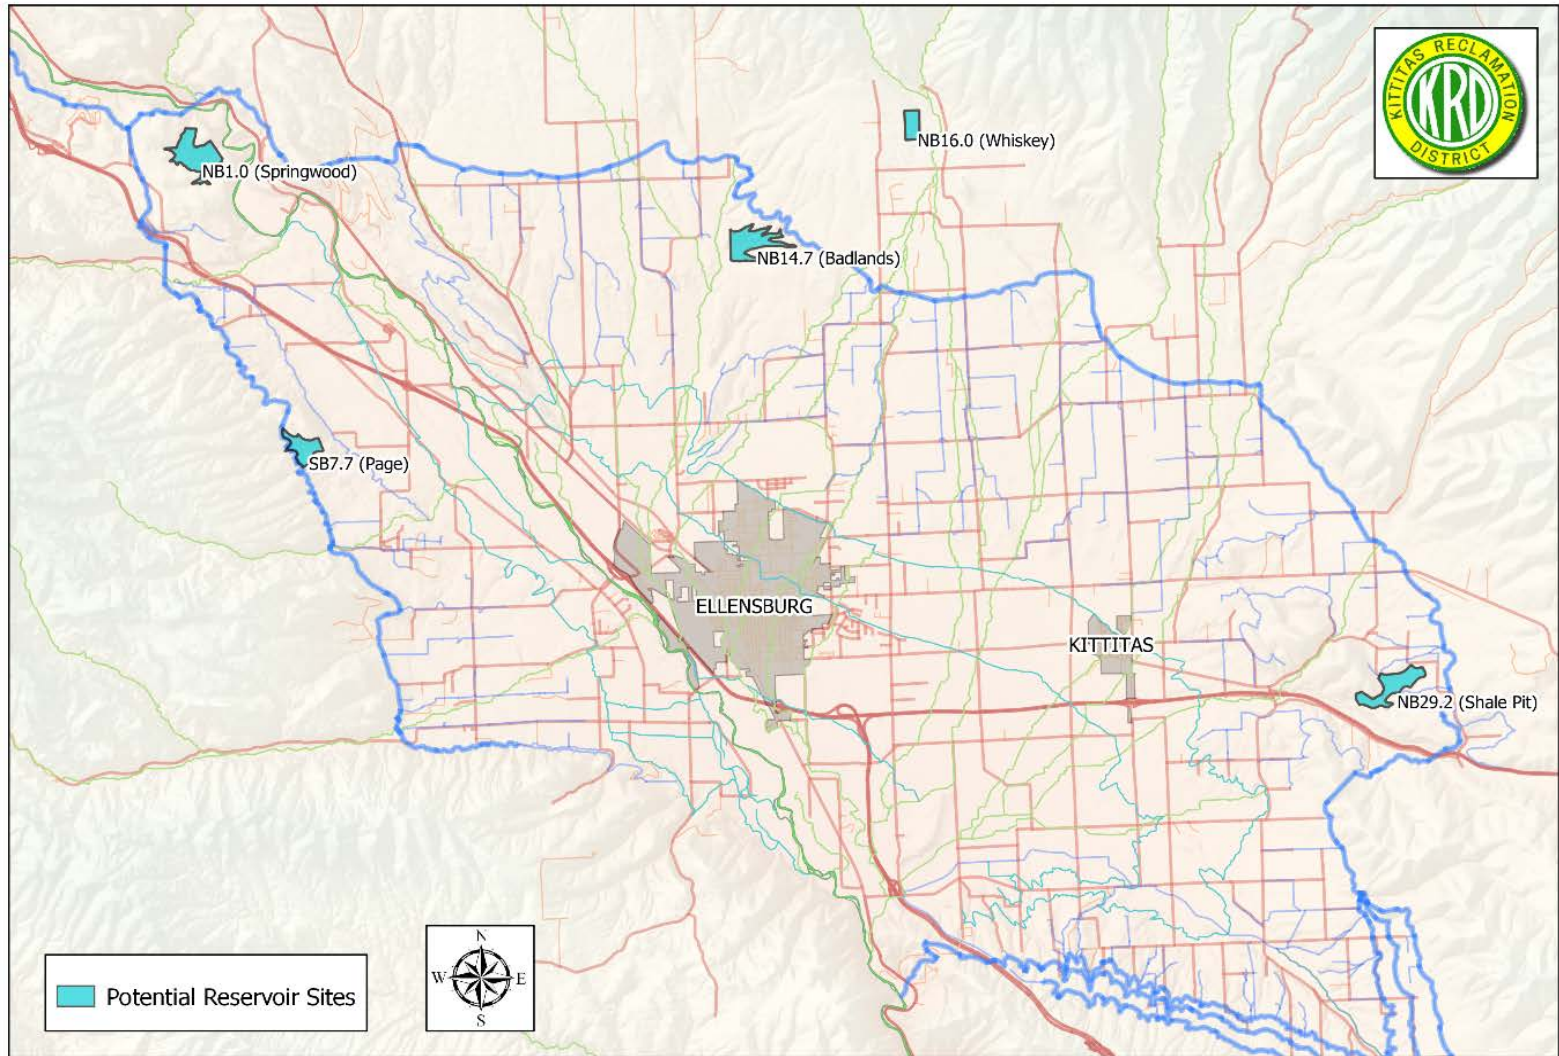 KITTITAS RECLAMATION
KRD
DISTRICT
NB16.0 (Whiskey)
NB1.0 (Springwood)
NB14.7 (Badlands)
SB7.7 (Page)
ELLENSBURG
KITTITAS
NB29.2 (Shale Pit)
N
W E
S
Potential Reservoir Sites